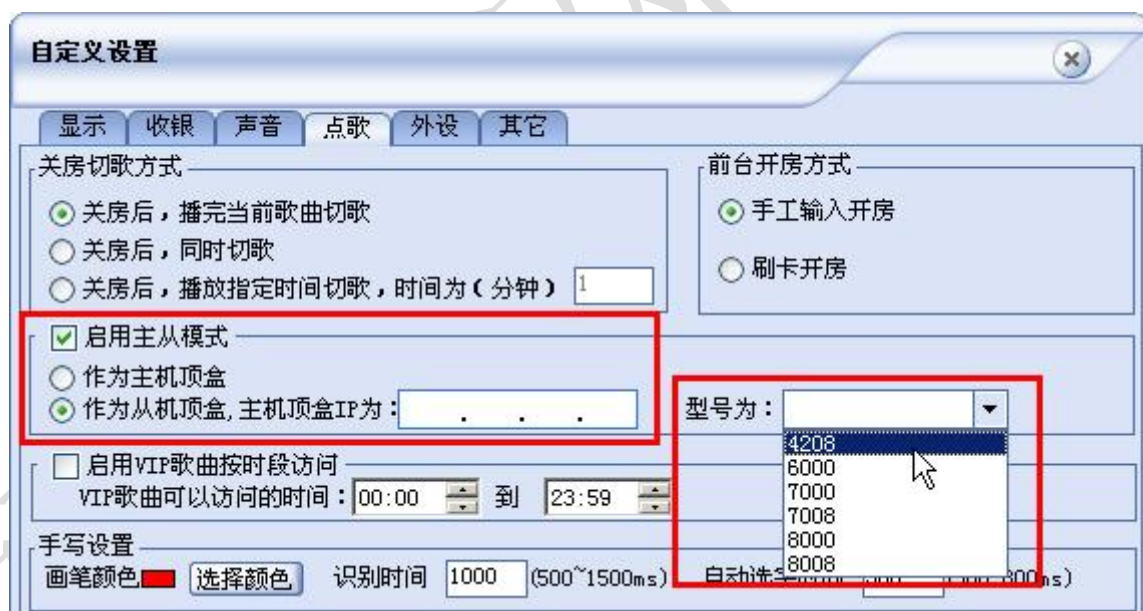 自定义设置
显示 收银 声音 点歌 外设 其它
关房切歌方式
关房后，播完当前歌曲切歌
关房后，同时切歌
关房后，播放指定时间切歌，时间为(分钟) 1
前台开房方式
手工输入开房
刷卡开房
启用主从模式
作为主机顶盒
作为从机顶盒,主机顶盒IP为： . . .
型号为：
4208
6000
7000
7008
8000
8008
启用VIP歌曲按时段访问
VIP歌曲可以访问的时间：00:00 到 23:59
手写设置
画笔颜色 选择颜色 识别时间 1000 (500~1500ms) 自动选字